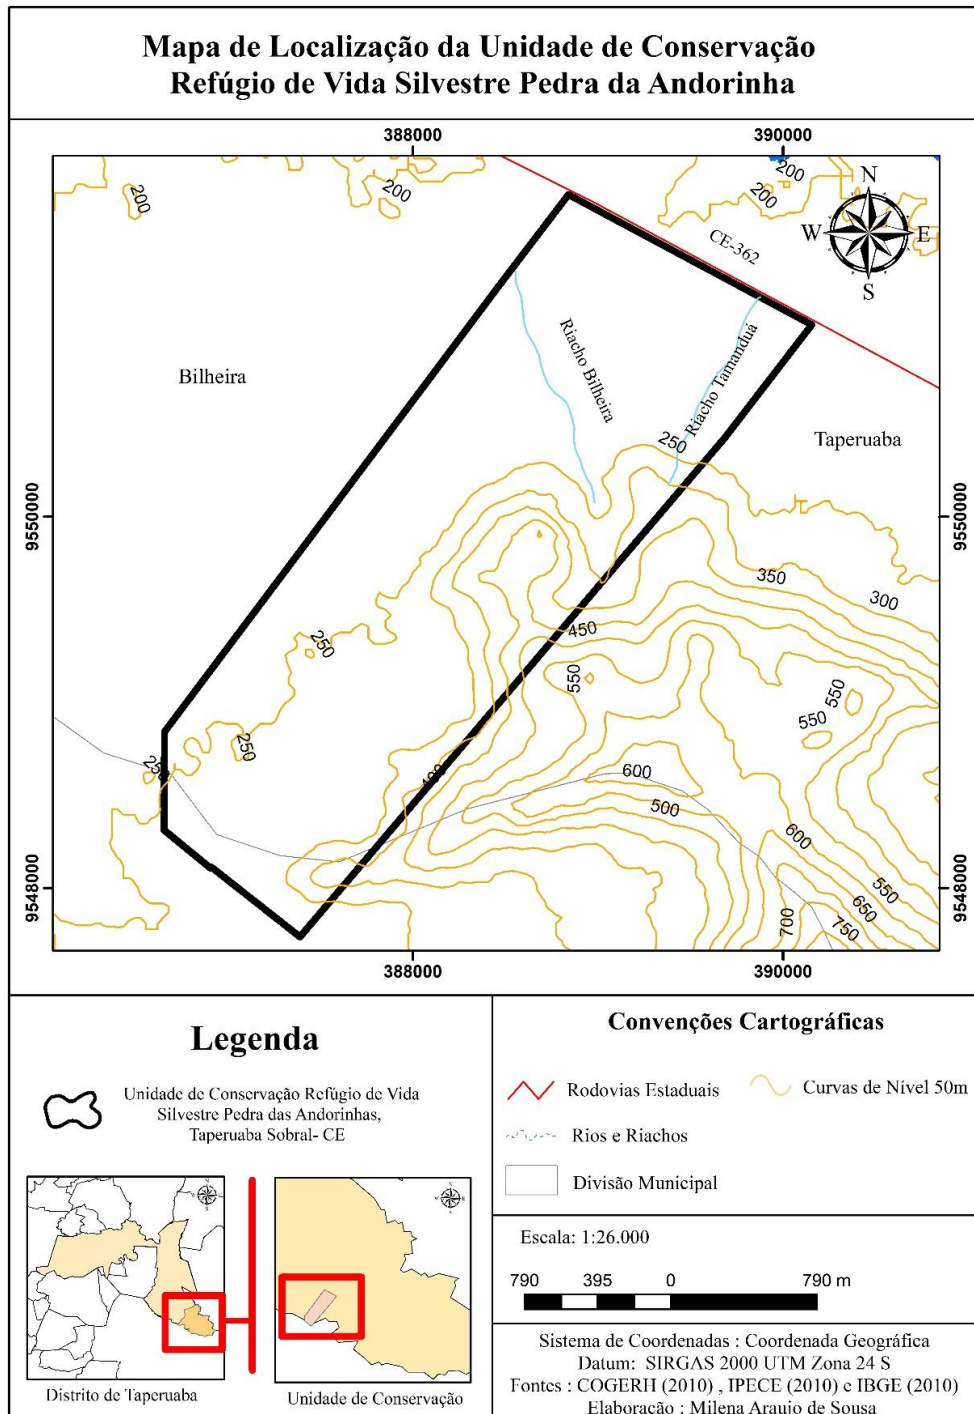 Mapa de Localização da Unidade de Conservação
Refúgio de Vida Silvestre Pedra da Andorinha
388000
390000
200
200
200
200
N
W
E
S
CE-362
Bilheira
Riacho Bilheira
Riacho Tamanduá
Taperuaba
250
9550000
9550000
350
300
450
250
550
550
550
250
250
400
600
500
600
550
650
700
750
9548000
9548000
388000
390000
Legenda
Unidade de Conservação Refúgio de Vida
Silvestre Pedra das Andorinhas,
Taperuaba Sobral- CE
Distrito de Taperuaba
Unidade de Conservação
Convenções Cartográficas
Rodovias Estaduais
Curvas de Nível 50m
Rios e Riachos
Divisão Municipal
Escala: 1:26.000
790 395 0 790 m
Sistema de Coordenadas : Coordenada Geográfica
Datum: SIRGAS 2000 UTM Zona 24 S
Fontes : COGERH (2010) , IPECE (2010) e IBGE (2010)
Elaboração : Milena Araujo de Sousa